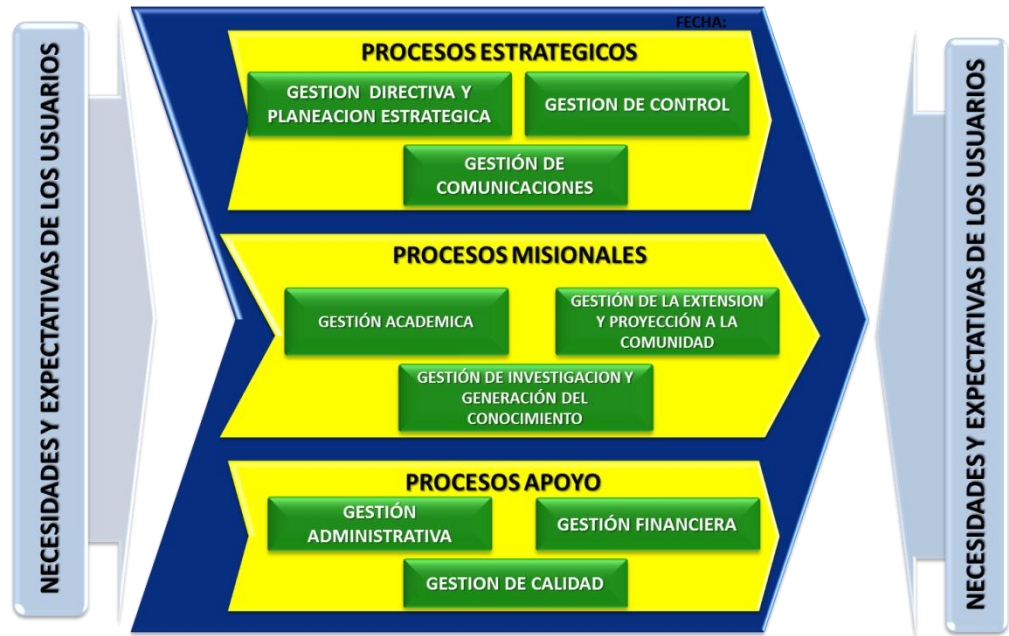 NECESIDADES Y EXPECTATIVAS DE LOS USUARIOS
FECHA:
PROCESOS ESTRATEGICOS
GESTION DIRECTIVA Y
PLANEACION ESTRATEGICA
GESTION DE CONTROL
GESTIÓN DE
COMUNICACIONES
PROCESOS MISIONALES
GESTIÓN ACADEMICA
GESTIÓN DE LA EXTENSION
Y PROYECCIÓN A LA
COMUNIDAD
GESTIÓN DE INVESTIGACION Y
GENERACIÓN DEL
CONOCIMIENTO
PROCESOS APOYO
GESTIÓN
ADMINISTRATIVA
GESTIÓN FINANCIERA
GESTION DE CALIDAD
NECESIDADES Y EXPECTATIVAS DE LOS USUARIOS